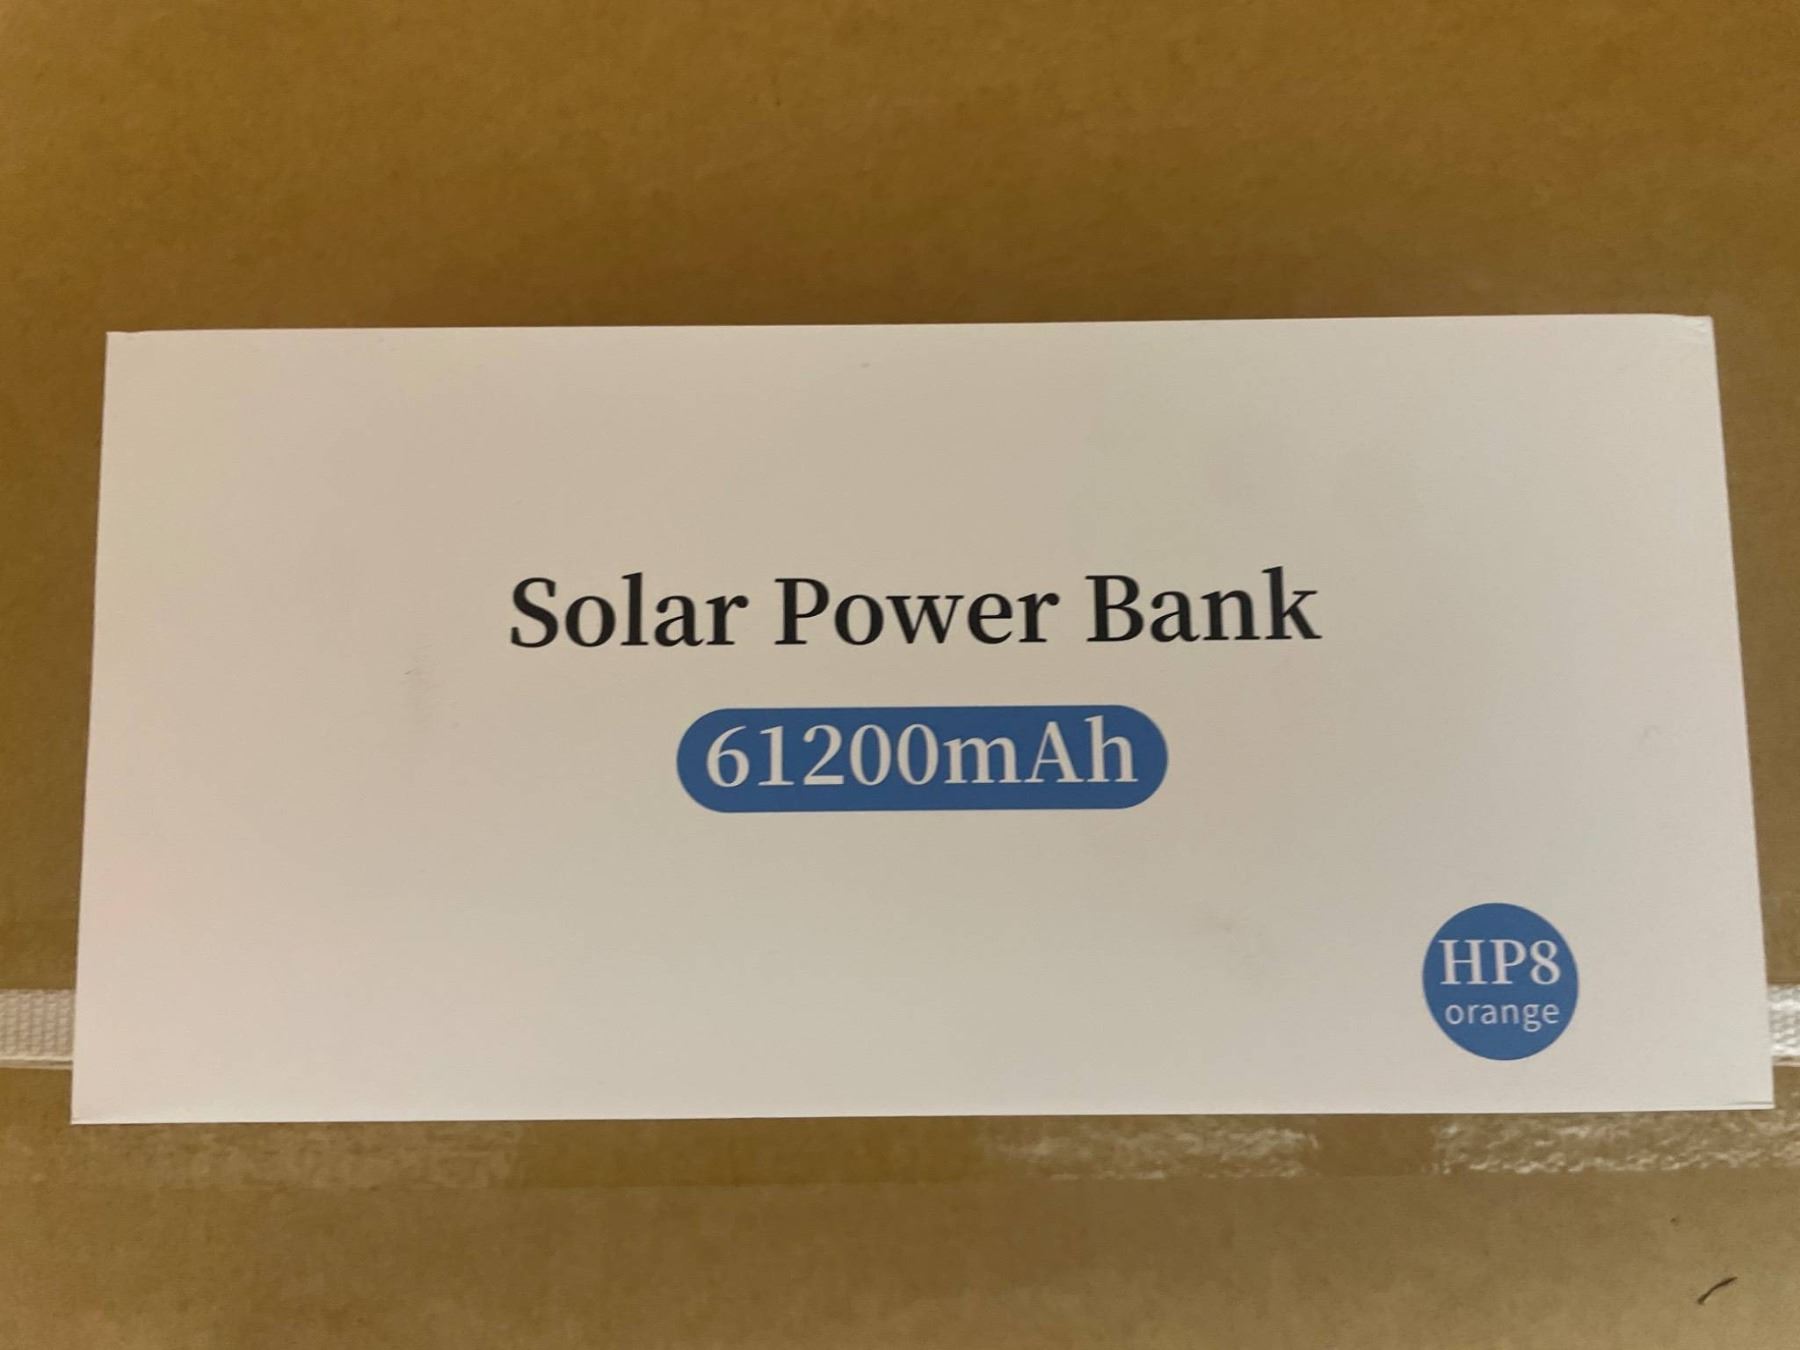 Solar Power Bank
61200mAh
HP8
orange